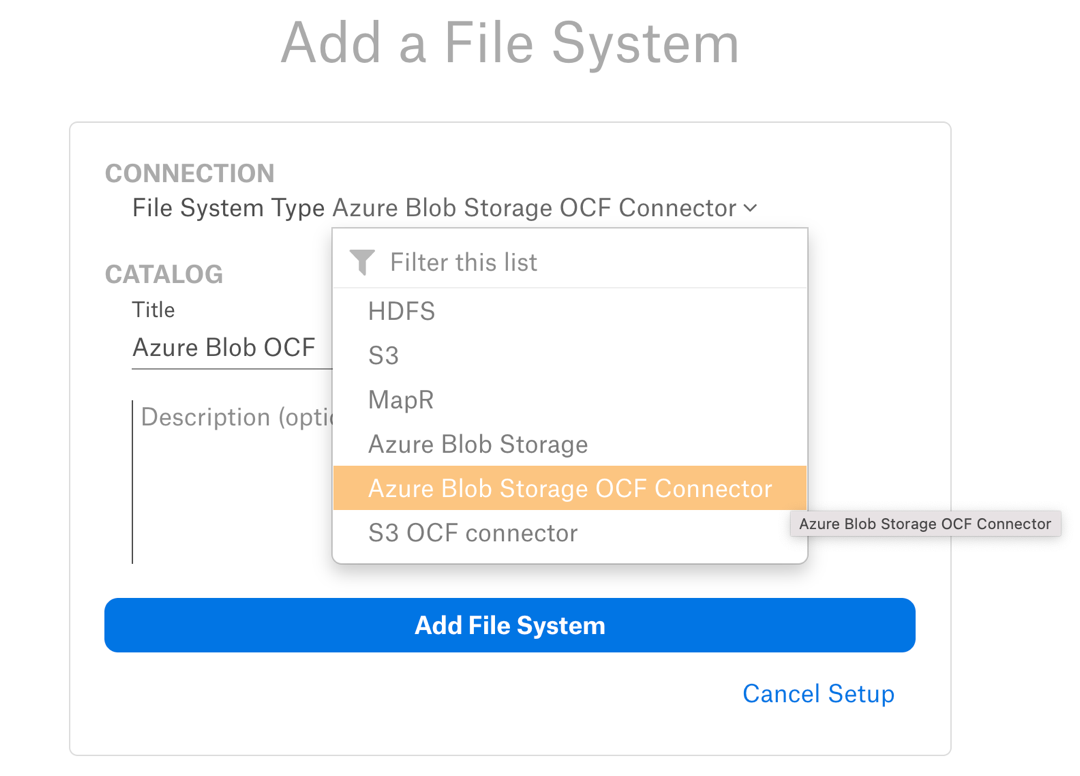 Add a File System
CONNECTION
File System Type Azure Blob Storage OCF Connector
Filter this list
HDFS
S3
MapR
Azure Blob Storage
Azure Blob Storage OCF Connector
S3 OCF connector
Azure Blob Storage OCF Connector
CATALOG
Title
Azure Blob OCF
Description
Add File System
Cancel Setup